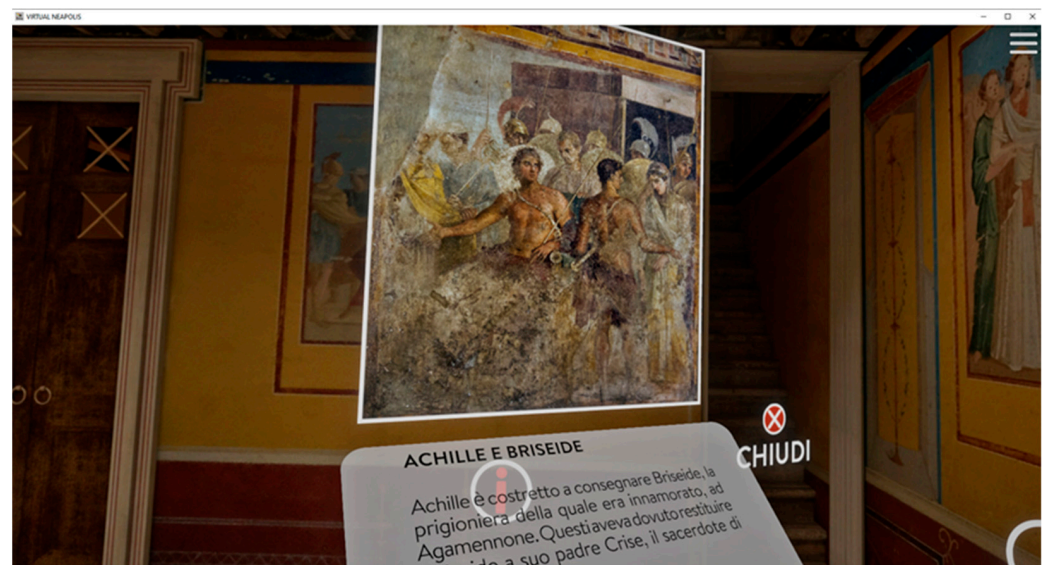 VIRTUAL NEAPOLIS
ACHILLE E BRISEIDE
CHIUDI
Achille è costretto a consegnare Briseide, la
prigioniera della quale era innamorato, ad
Agamennone. Questi aveva dovuto restituire
a suo padre Crise, il sacerdote di